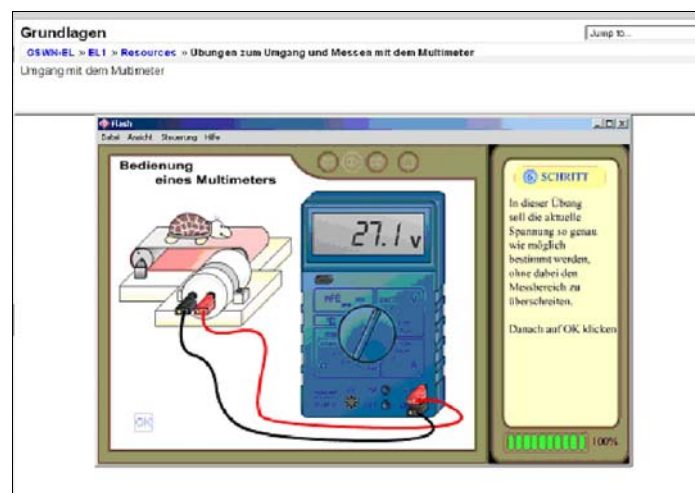 Grundlagen
Jump to...
GSWN-EL » EL1 » Resources » Übungen zum Umgang und Messen mit dem Multimeter
Umgang mit dem Multimeter
Flash
Datei Ansicht Steuerung Hilfe
Bedienung
eines Multimeters
27.1 V
SCHRITT
In dieser Übung
soll die aktuelle
Spannung so genau
wie möglich
bestimmt werden,
ohne dabei den
Messbereich zu
überschreiten.
Danach auf OK klicken
OK
100%